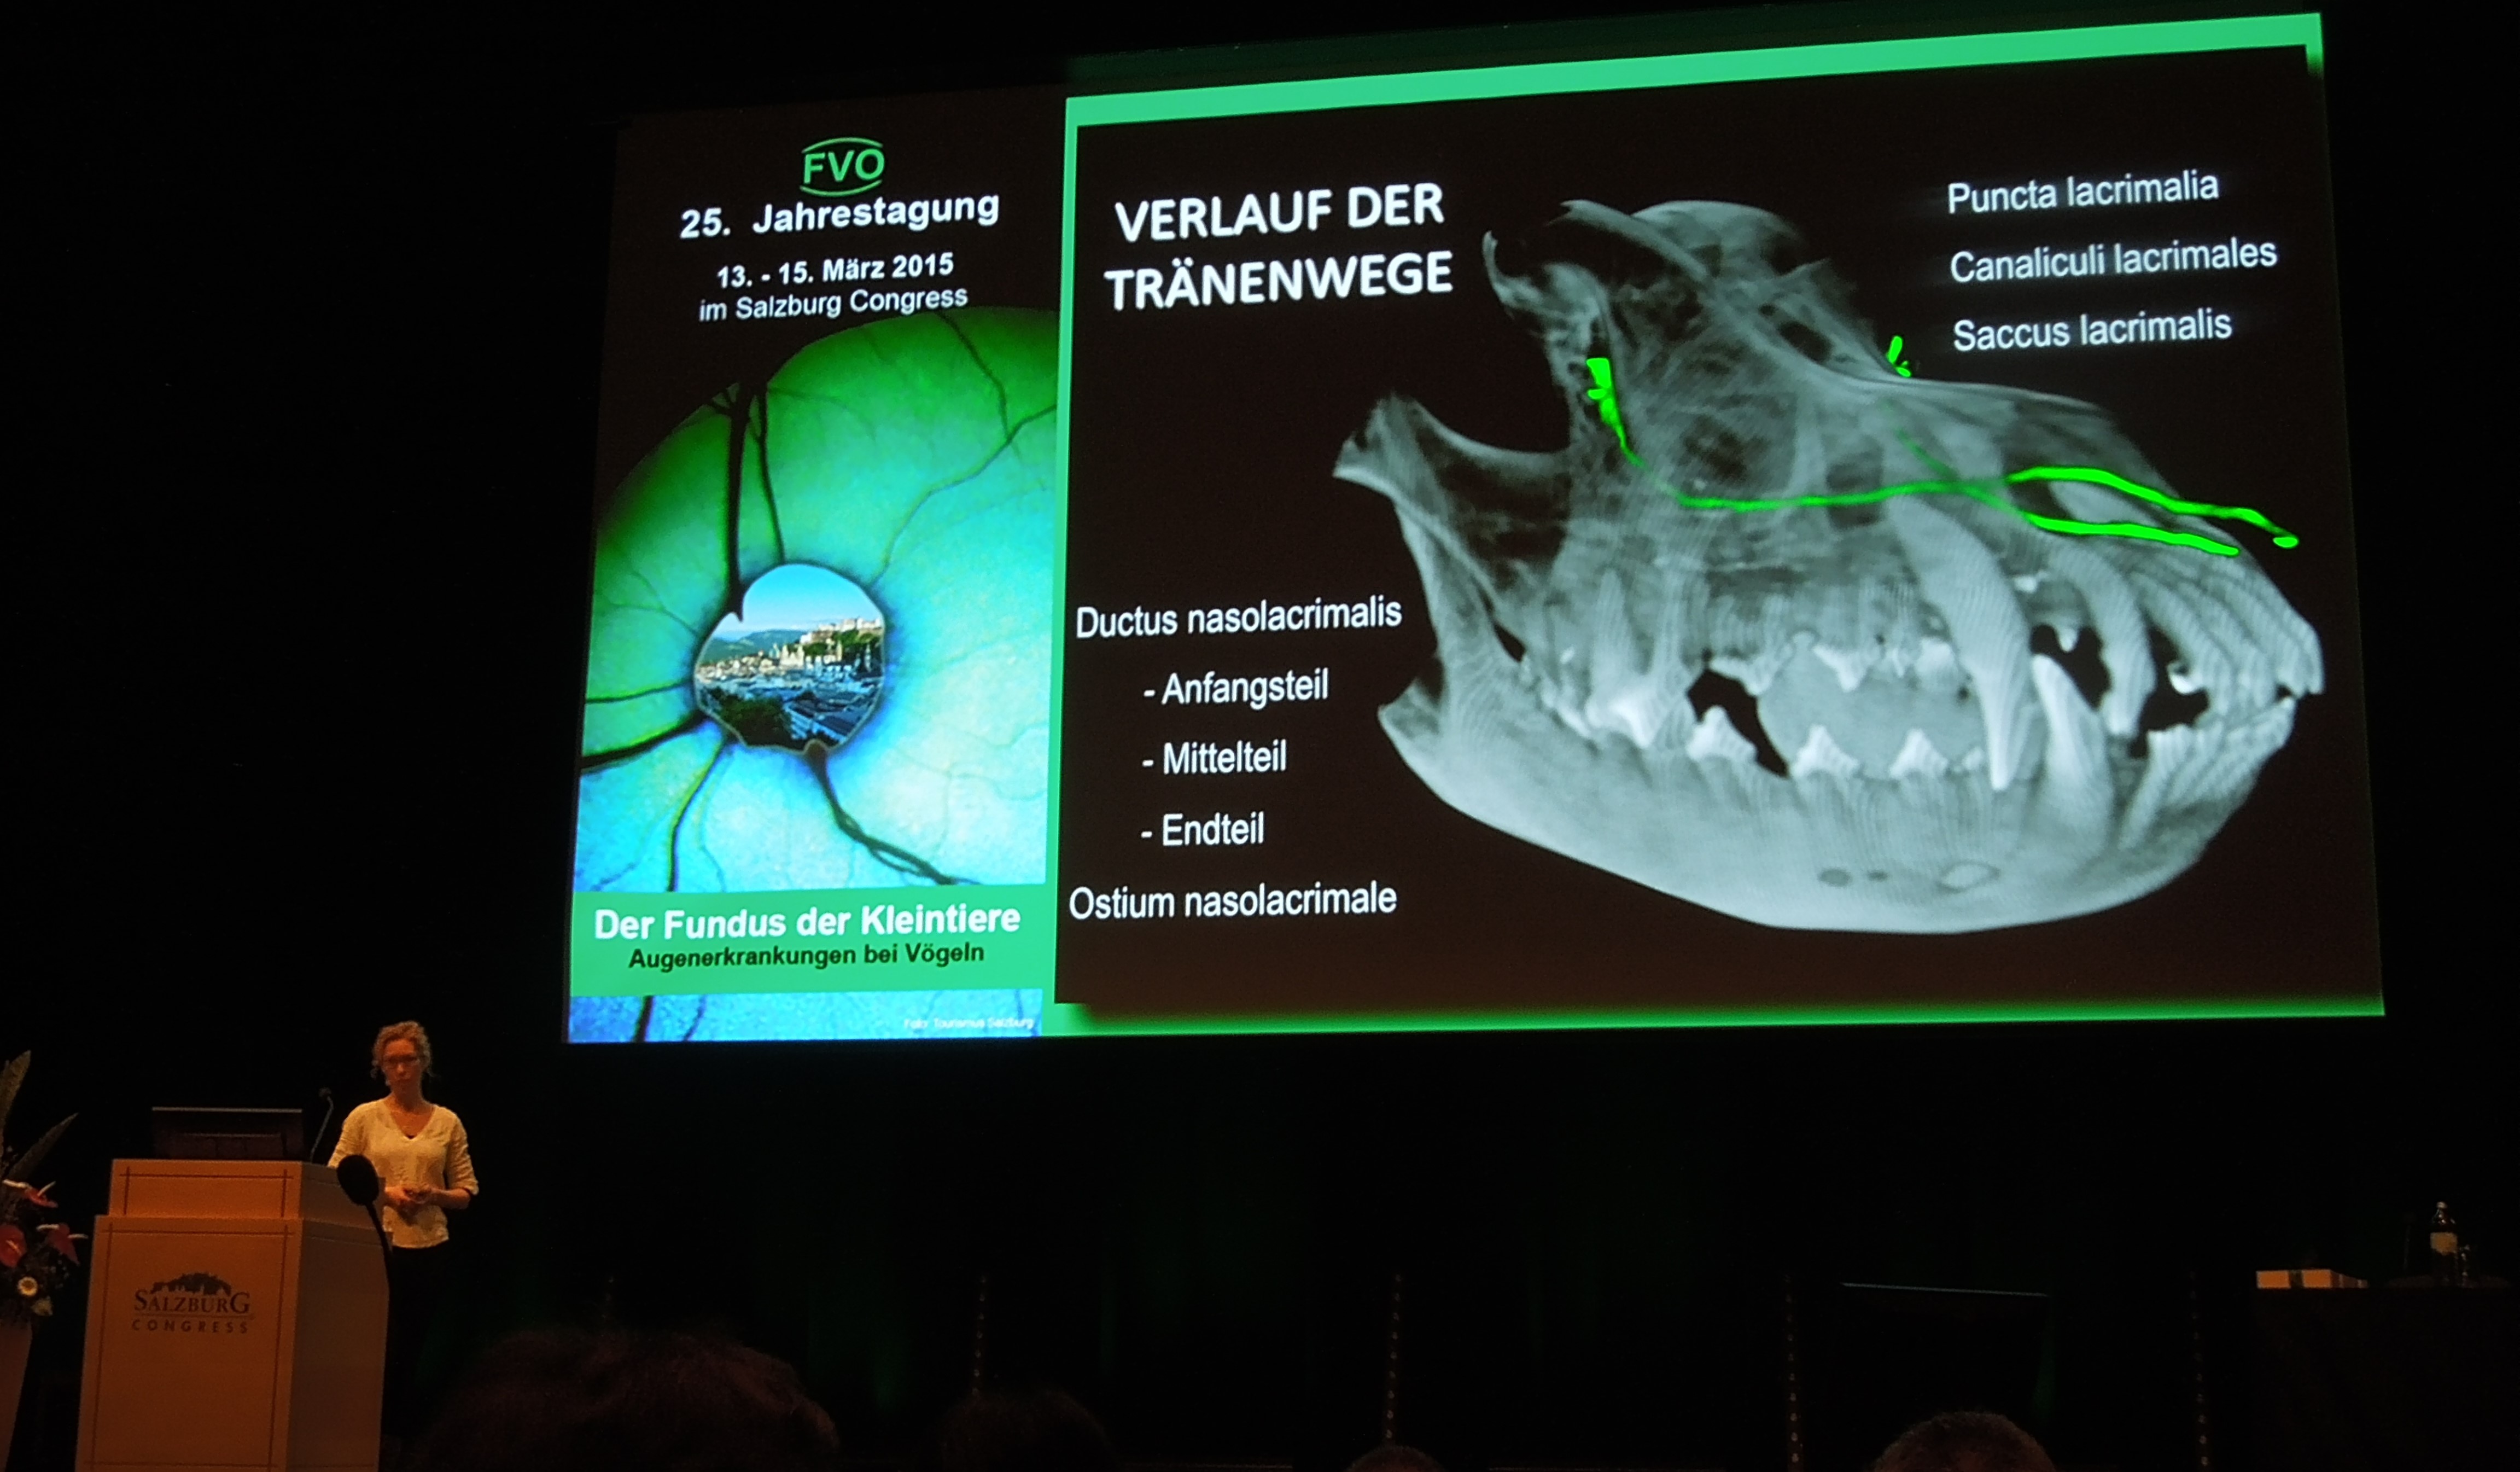 FVO
25. Jahrestagung
13. - 15. März 2015
im Salzburg Congress
Der Fundus der Kleintiere
Augenerkrankungen bei Vögeln
Foto: Tourismus Salzburg
VERLAUF DER
TRÄNENWEGE
Puncta lacrimalia
Canaliculi lacrimales
Saccus lacrimalis
Ductus nasolacrimalis
- Anfangsteil
- Mittelteil
- Endteil
Ostium nasolacrimale
SALZBURG
CONGRESS